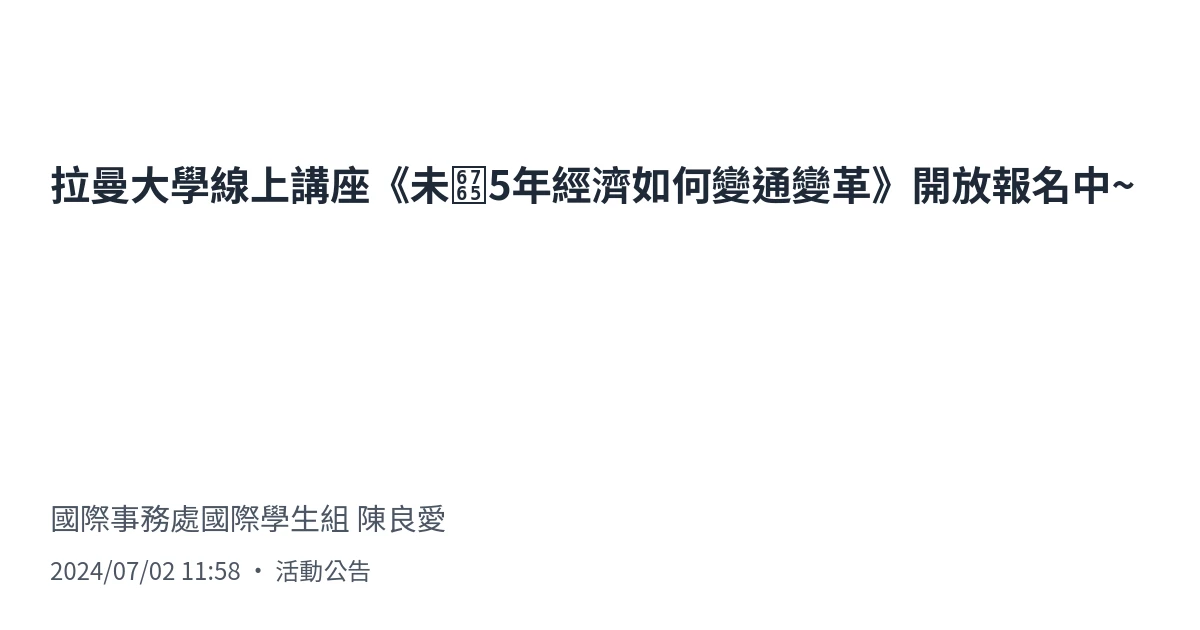 拉曼大學線上講座《未来5年經濟如何變通變革》開放報名中~
國際事務處國際學生組 陳良愛
2024/07/02 11:58 ・ 活動公告